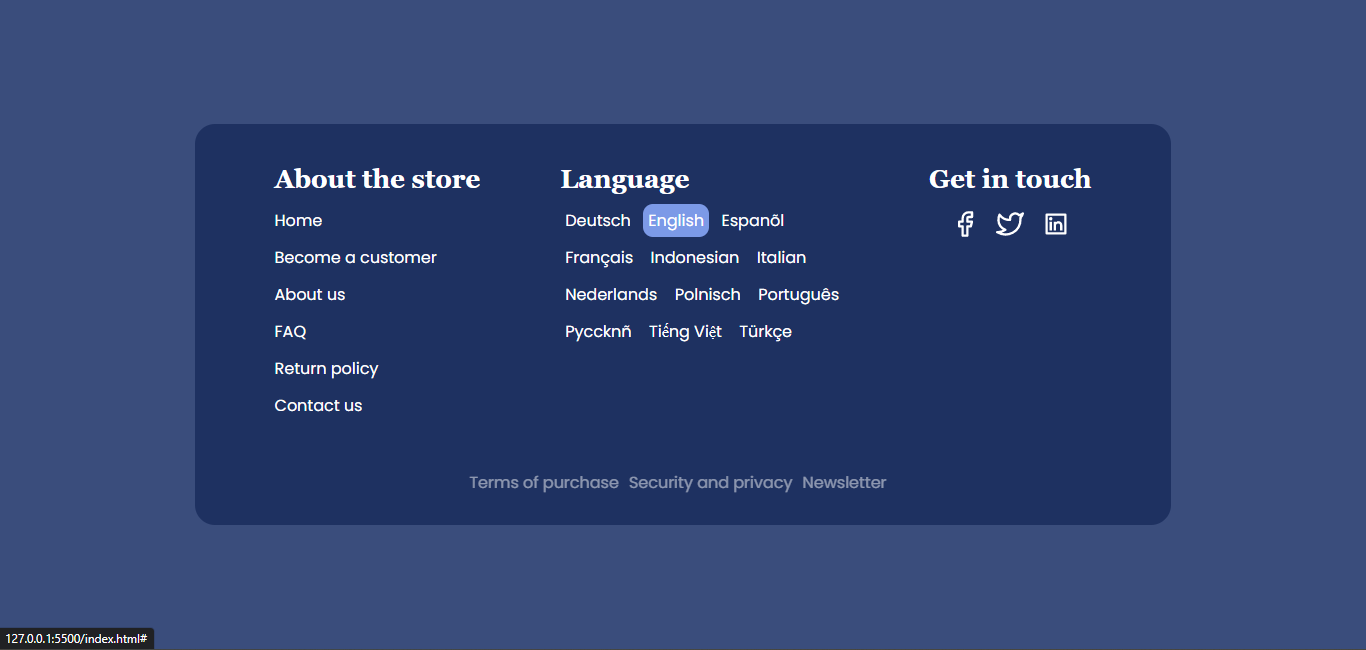 About the store
Home
Become a customer
About us
FAQ
Return policy
Contact us
Language
Deutsch English Espanõl
Français Indonesian Italian
Nederlands Polnisch Português
Pyccknñ Tiếng Việt Türkçe
Get in touch
Terms of purchase Security and privacy Newsletter
127.0.0.1:5500/index.html#